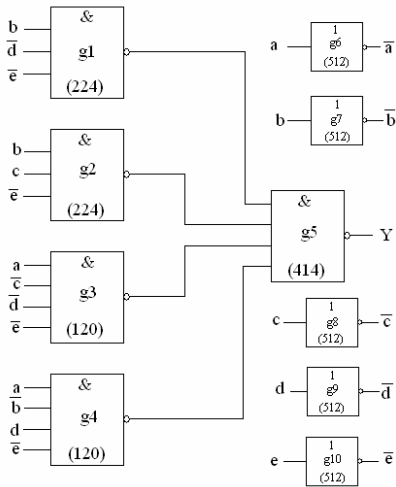 &
b
d̅
g1
e̅
(224)
&
b
c
g2
e̅
(224)
&
a
c̅
g3
d̅
e̅
(120)
&
a
b̅
g4
d
e̅
(120)
&
g5
Y
(414)
1
a
g6
a̅
(512)
1
b
g7
b̅
(512)
1
c
g8
c̅
(512)
1
d
g9
d̅
(512)
1
e
g10
e̅
(512)